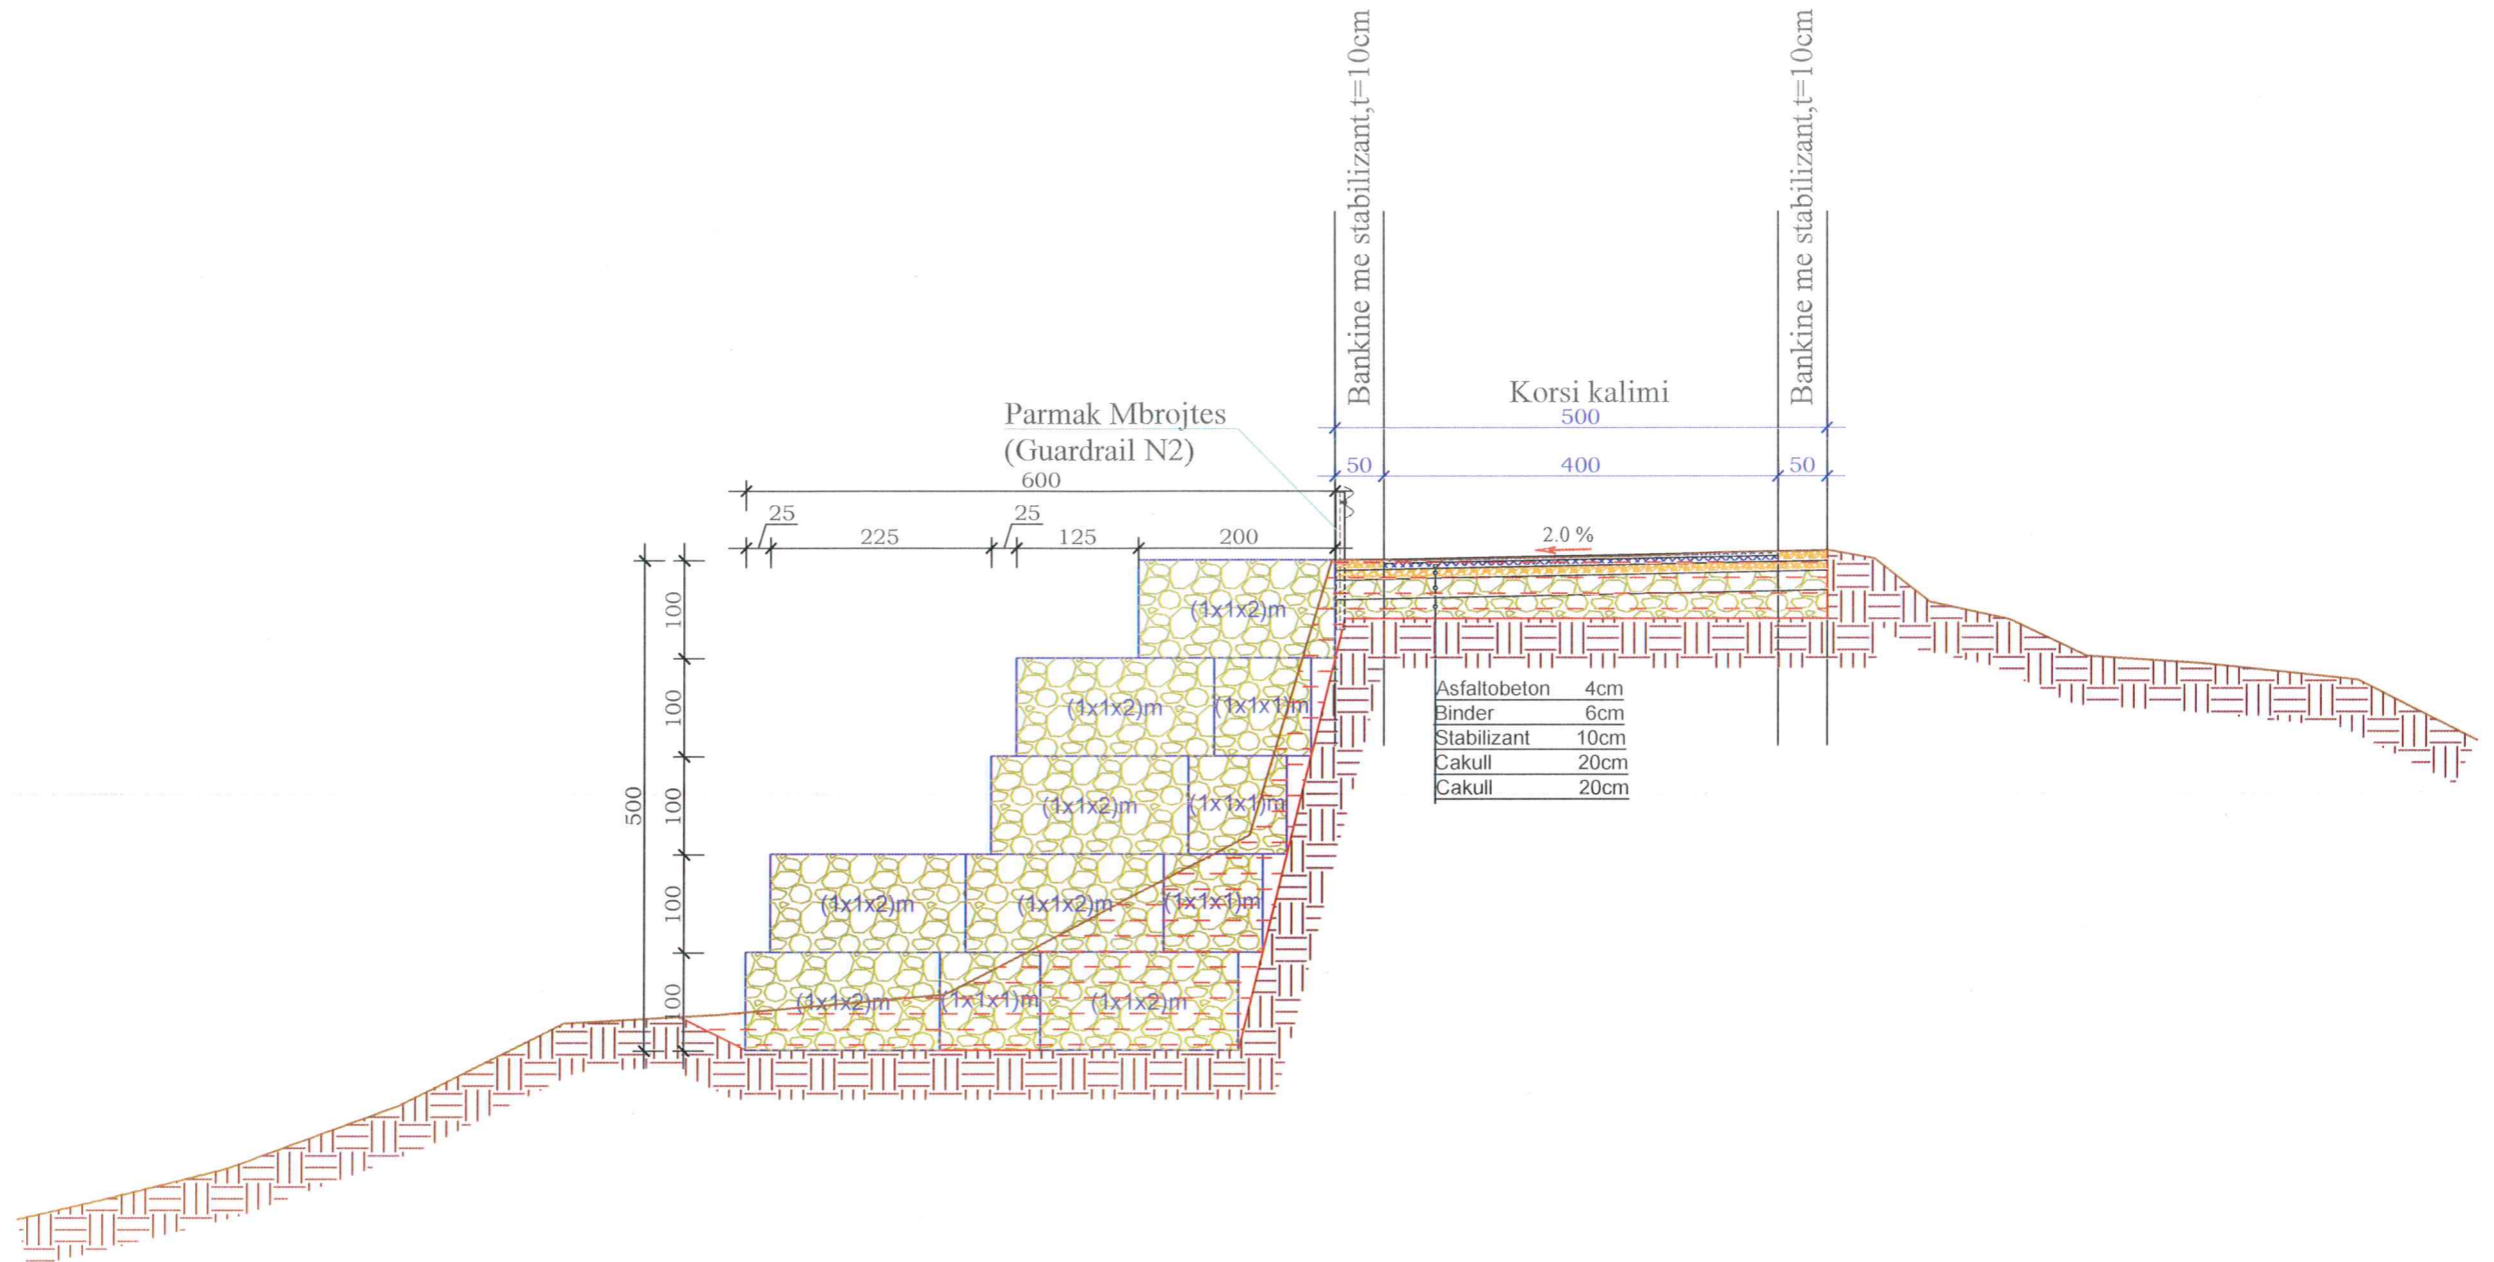 Bankine me stabilizant,t=10cm
Bankine me stabilizant,t=10cm
Korsi kalimi
500
50 400 50
Parmak Mbrojtes
(Guardrail N2)
600
25 225 25 125 200
2.0 %
500
100
100
100
100
100
(1x1x2)m
(1x1x2)m (1x1x1)m
(1x1x2)m (1x1x1)m
(1x1x2)m (1x1x2)m (1x1x1)m
(1x1x2)m (1x1x1)m (1x1x2)m
Asfaltobeton 4cm
Binder 6cm
Stabilizant 10cm
Cakull 20cm
Cakull 20cm